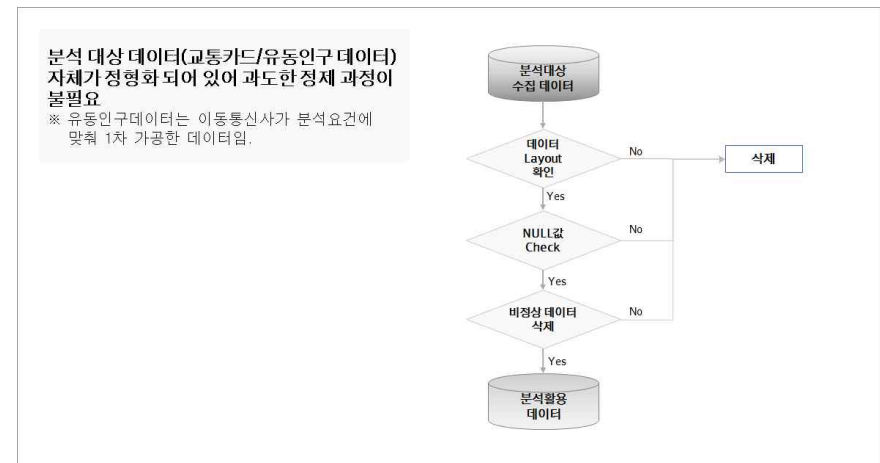 분석 대상 데이터(교통카드/유동인구 데이터)
자체가 정형화 되어 있어 과도한 정제 과정이
불필요
※ 유동인구데이터는 이동통신사가 분석요건에
맞춰 1차 가공한 데이터임.
분석대상
수집 데이터
데이터
Layout
확인
No
삭제
Yes
NULL값
Check
No
Yes
비정상 데이터
삭제
No
Yes
분석활용
데이터